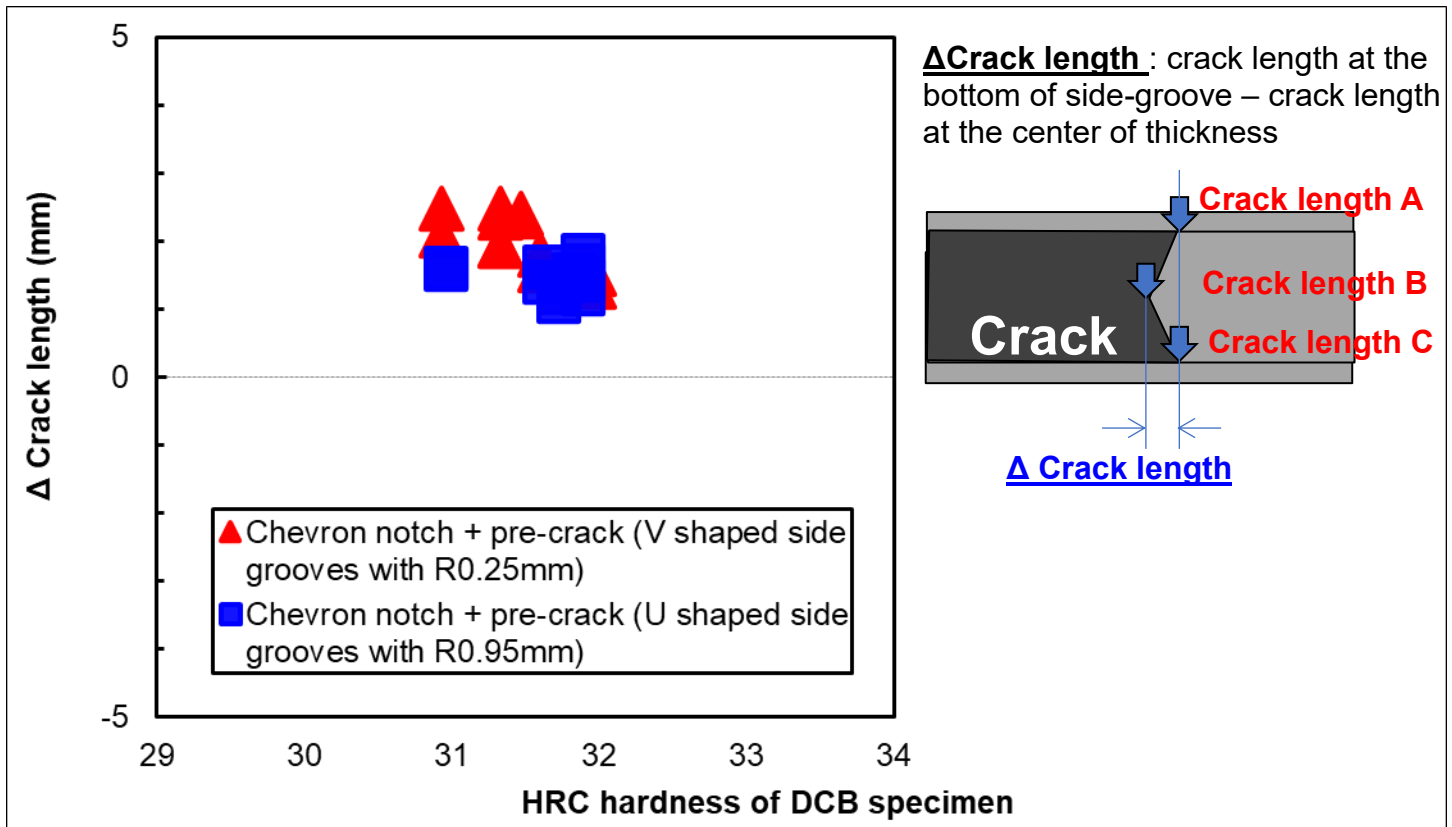 5
0
-5
29
30
31
32
33
34
Δ Crack length (mm)
HRC hardness of DCB specimen
Chevron notch + pre-crack (V shaped side
grooves with R0.25mm)
Chevron notch + pre-crack (U shaped side
grooves with R0.95mm)
ΔCrack length : crack length at the
bottom of side-groove – crack length
at the center of thickness
Crack length A
Crack length B
Crack length C
Crack
Δ Crack length